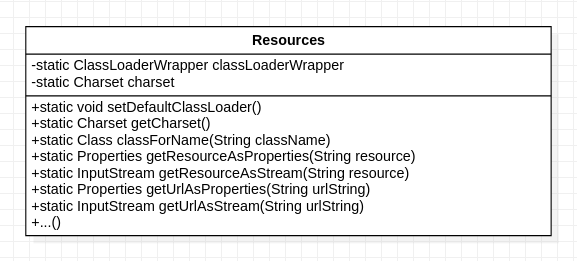 Resources
-static ClassLoaderWrapper classLoaderWrapper
-static Charset charset
+static void setDefaultClassLoader()
+static Charset getCharset()
+static Class classForName(String className)
+static Properties getResourceAsProperties(String resource)
+static InputStream getResourceAsStream(String resource)
+static Properties getUrlAsProperties(String urlString)
+static InputStream getUrlAsStream(String urlString)
+...()